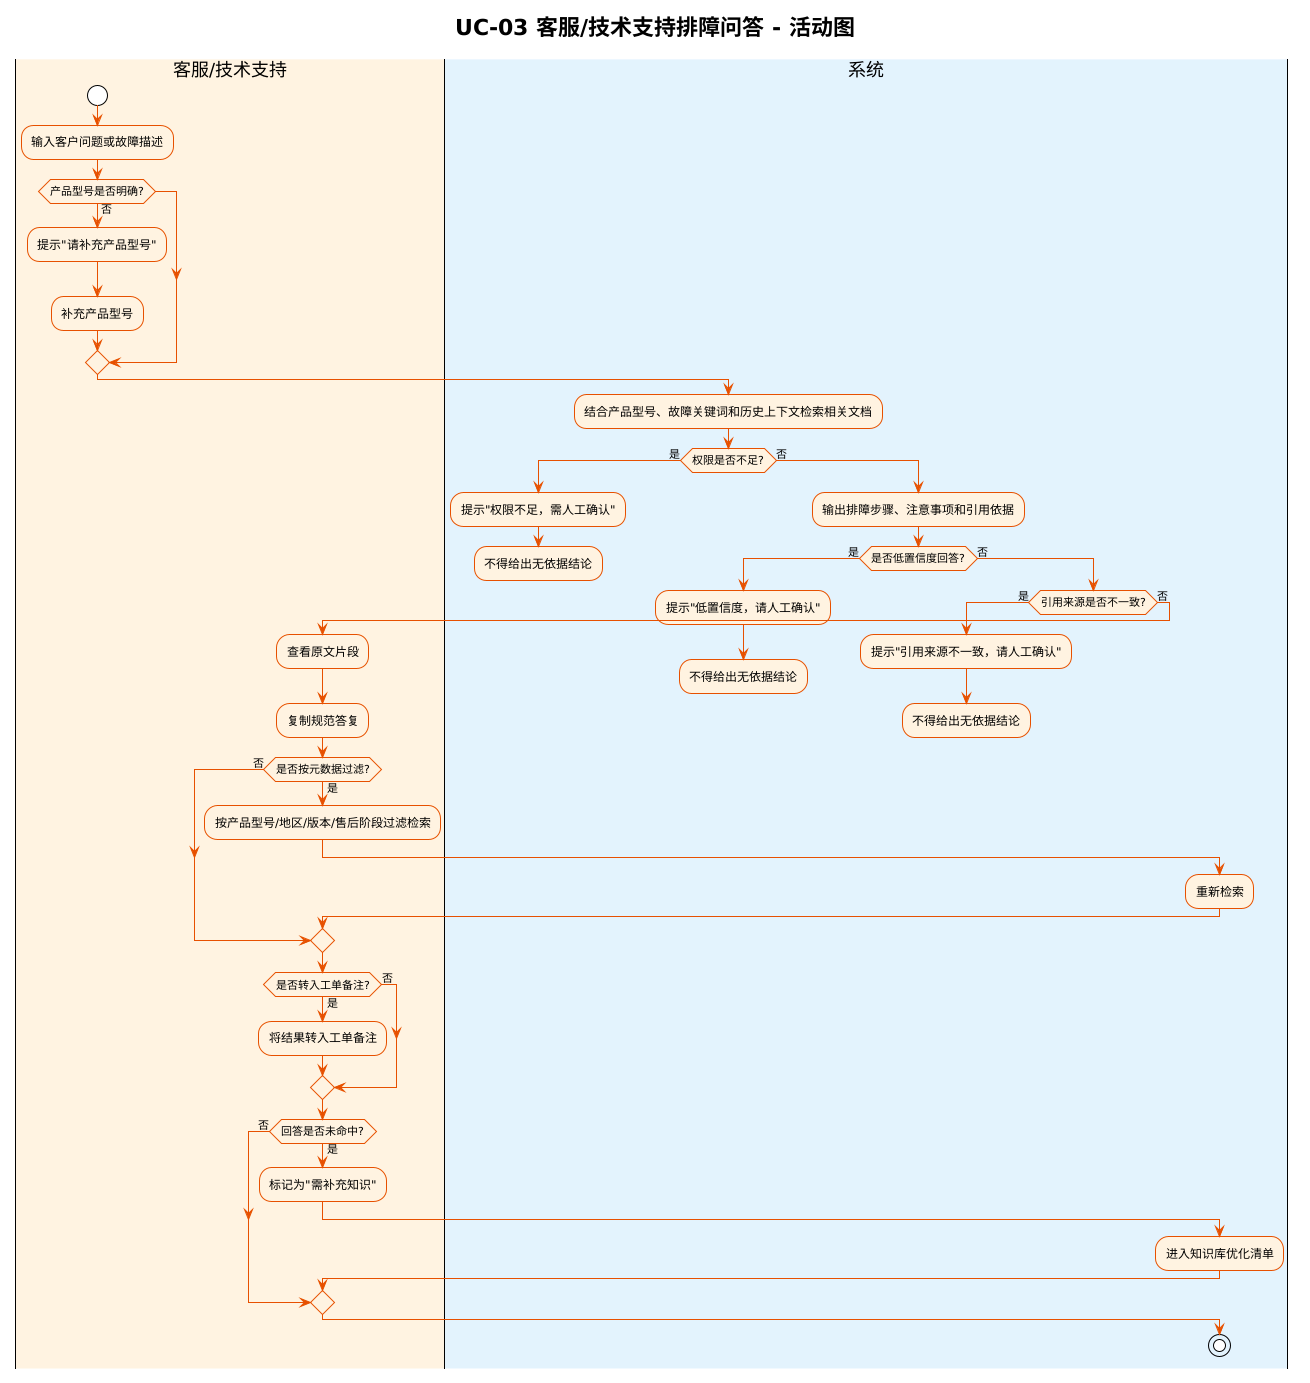 UC-03 客服/技术支持排障问答 - 活动图
客服/技术支持
系统
输入客户问题或故障描述
产品型号是否明确?
否
提示"请补充产品型号"
补充产品型号
结合产品型号、故障关键词和历史上下文检索相关文档
是
权限是否不足?
否
提示"权限不足，需人工确认"
不得给出无依据结论
输出排障步骤、注意事项和引用依据
是
是否低置信度回答?
否
提示"低置信度，请人工确认"
不得给出无依据结论
是
引用来源是否不一致?
否
提示"引用来源不一致，请人工确认"
不得给出无依据结论
查看原文片段
复制规范答复
否
是否按元数据过滤?
是
按产品型号/地区/版本/售后阶段过滤检索
重新检索
是否转入工单备注?
否
是
将结果转入工单备注
否
回答是否未命中?
是
标记为"需补充知识"
进入知识库优化清单